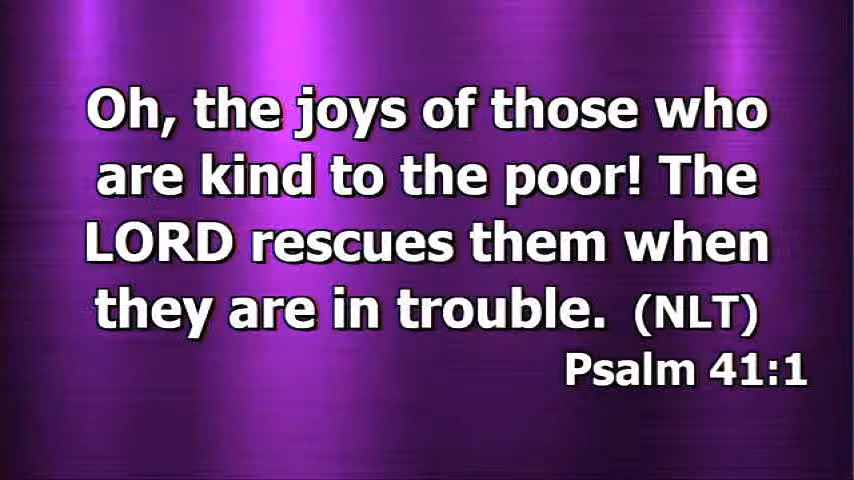 Oh, the joys of those who
are kind to the poor! The
LORD rescues them when
they are in trouble. (NLT)
Psalm 41:1